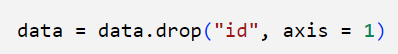 data = data.drop("id", axis = 1)